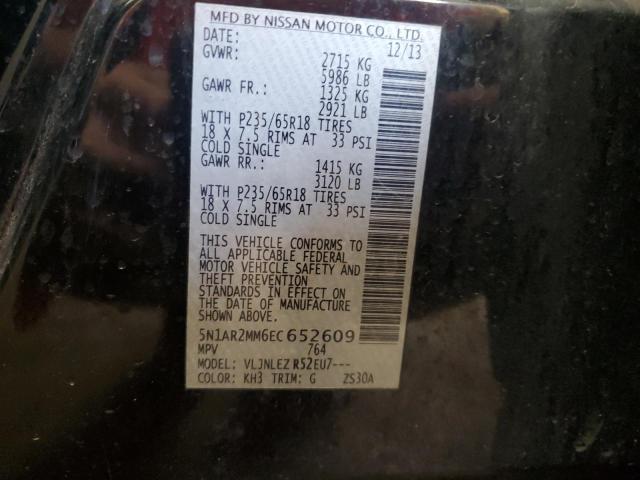 MFD BY NISSAN MOTOR CO., LTD.
DATE: 12/13
GVWR: 2715 KG
5986 LB
GAWR FR.: 1325 KG
2921 LB
WITH P235/65R18 TIRES
18 X 7.5 RIMS AT 33 PSI
COLD SINGLE
GAWR RR.: 1415 KG
3120 LB
WITH P235/65R18 TIRES
18 X 7.5 RIMS AT 33 PSI
COLD SINGLE
THIS VEHICLE CONFORMS TO
ALL APPLICABLE FEDERAL
MOTOR VEHICLE SAFETY AND
THEFT PREVENTION
STANDARDS IN EFFECT ON
THE DATE OF MANUFACTURE
SHOWN ABOVE.
5N1AR2MM6EC652609
MPV 764
MODEL: VLJNLEZ R52EU7---
COLOR: KH3 TRIM: G ZS30A